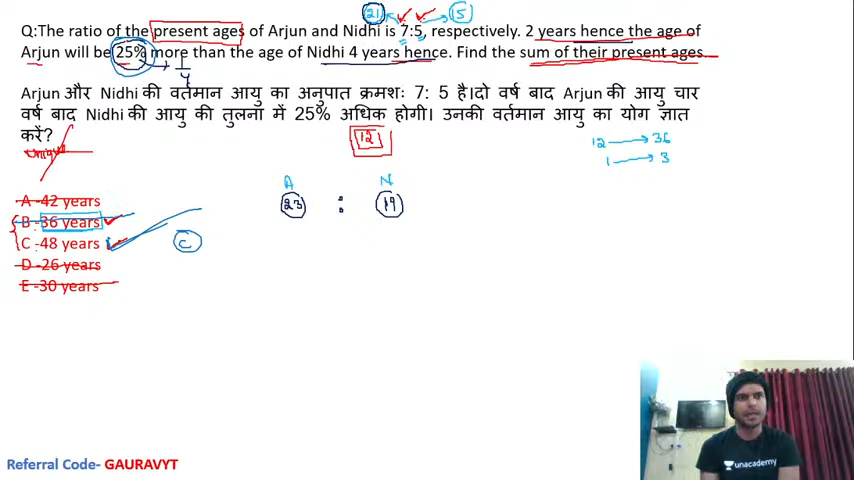 21 15
Q:The ratio of the present ages of Arjun and Nidhi is 7:5, respectively. 2 years hence the age of
Arjun will be 25% more than the age of Nidhi 4 years hence. Find the sum of their present ages.
1/4
Arjun और Nidhi की वर्तमान आयु का अनुपात क्रमशः 7: 5 है।दो वर्ष बाद Arjun की आयु चार
वर्ष बाद Nidhi की आयु की तुलना में 25% अधिक होगी। उनकी वर्तमान आयु का योग ज्ञात
करें?
12
12 → 36
1 → 3
Unique
A N
A -42 years
23 : 19
B -36 years
C -48 years
C
D -26 years
E -30 years
unacademy
Referral Code- GAURAVYT